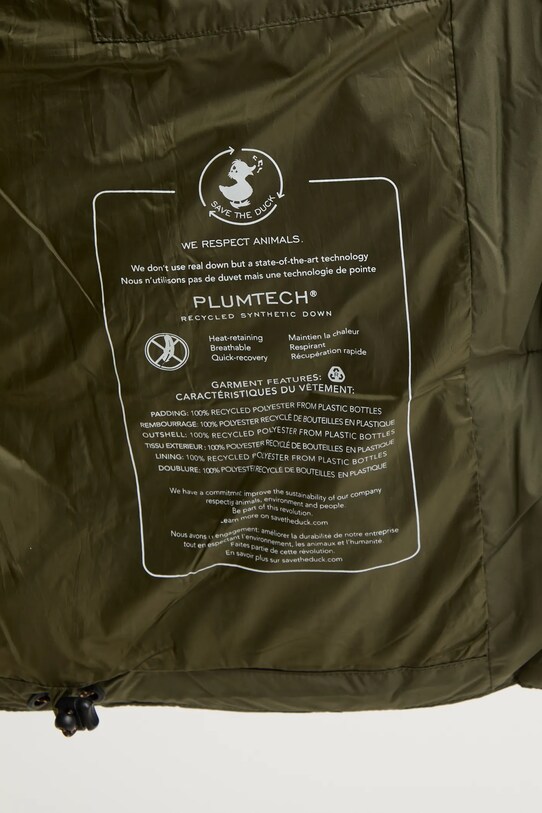 SAVE THE DUCK
WE RESPECT ANIMALS.
We don't use real down but a state-of-the-art technology
Nous n'utilisons pas de duvet mais une technologie de pointe
PLUMTECH®
RECYCLED SYNTHETIC DOWN
Heat-retaining
Breathable
Quick-recovery
Maintien la chaleur
Respirant
Récupération rapide
GARMENT FEATURES:
CARACTÉRISTIQUES DU VÊTEMENT:
PADDING: 100% RECYCLED POLYESTER FROM PLASTIC BOTTLES
REMBOURRAGE: 100% POLYESTER RECYCLÉ DE BOUTEILLES EN PLASTIQUE
OUTSHELL: 100% RECYCLED POLYESTER FROM PLASTIC BOTTLES
TISSU EXTERIEUR: 100% POLYESTER RECYCLÉ DE BOUTEILLES EN PLASTIQUE
LINING: 100% RECYCLED POLYESTER FROM PLASTIC BOTTLES
DOUBLURE: 100% POLYESTER RECYCLÉ DE BOUTEILLES EN PLASTIQUE
We have a improve the sustainability of our company
animals, environment and people.
Be part of this revolution.
Learn more on savetheduck.com
Nous avons engagement: améliorer la durabilité de notre entreprise
tout en l'environnement, les animaux et l'humanité.
Faites partie de cette révolution.
En savoir plus sur savetheduck.com